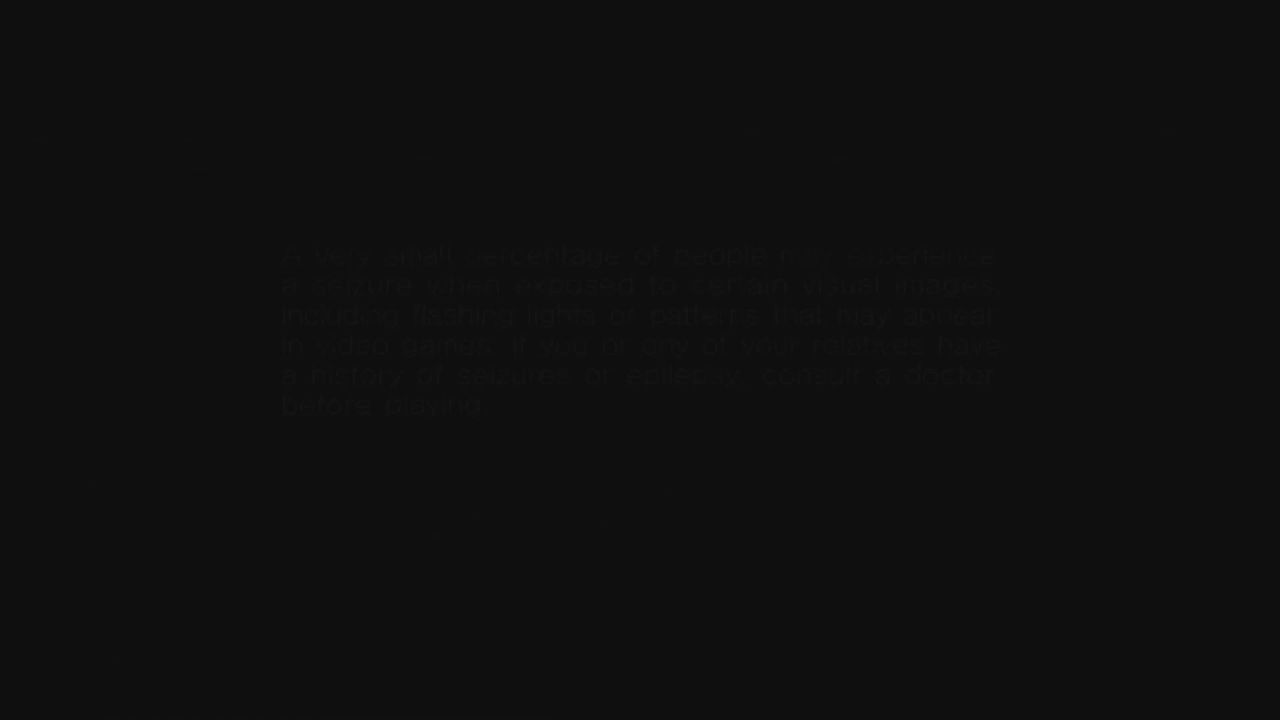 A very small percentage of people may experience
a seizure when exposed to certain visual images,
including flashing lights or patterns that may appear
in video games. If you or any of your relatives have
a history of seizures or epilepsy, consult a doctor
before playing.